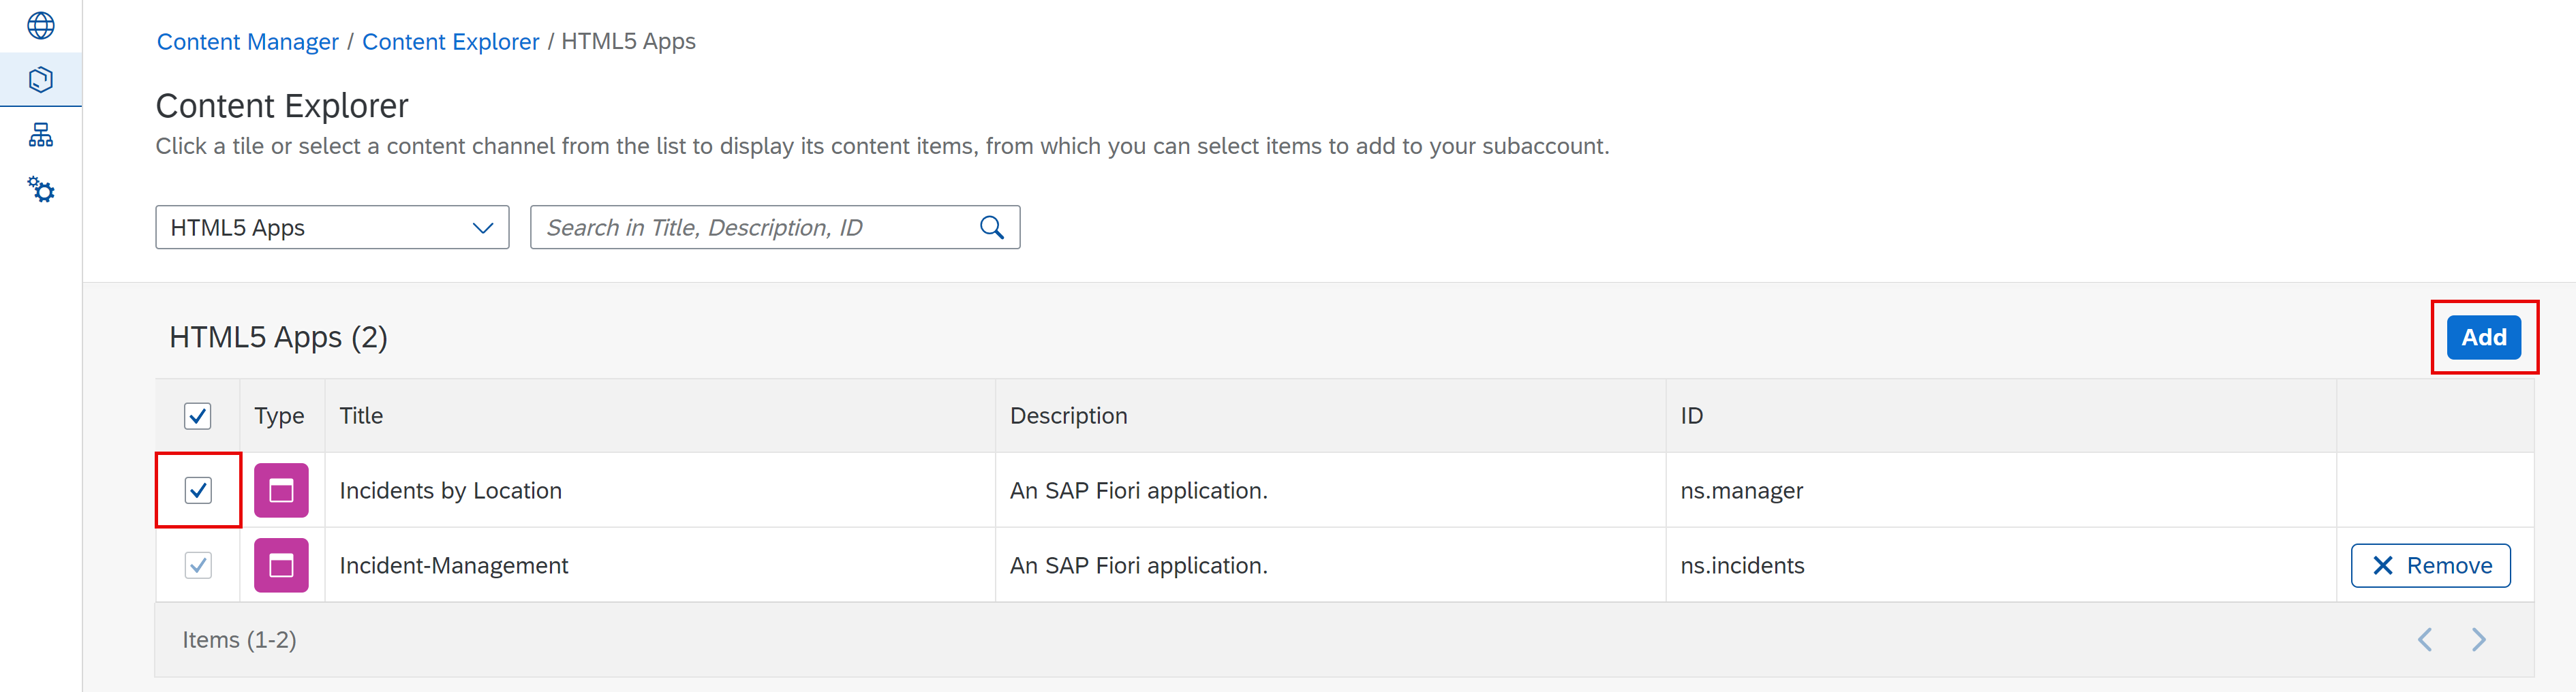 Content Manager / Content Explorer / HTML5 Apps
Content Explorer
Click a tile or select a content channel from the list to display its content items, from which you can select items to add to your subaccount.
HTML5 Apps
Search in Title, Description, ID
HTML5 Apps (2)
Add
Type Title Description ID
Incidents by Location An SAP Fiori application. ns.manager
Incident-Management An SAP Fiori application. ns.incidents Remove
Items (1-2)